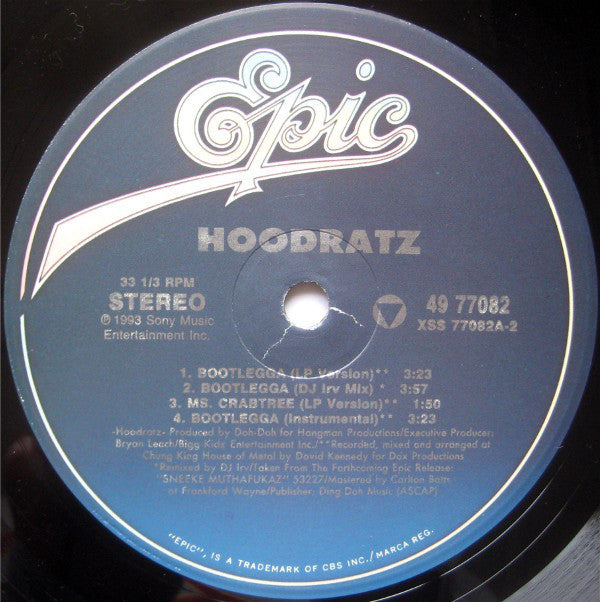 Epic
HOODRATZ
33 1/3 RPM
STEREO
℗ 1993 Sony Music
Entertainment Inc.
49 77082
XSS 77082A-2
1. BOOTLEGGA (LP Version)** 3:23
2. BOOTLEGGA (DJ Irv Mix) * 3:57
3. MS. CRABTREE (LP Version)** 1:50
4. BOOTLEGGA (Instrumental)** 3:23
-Hoodratz- Produced by Doh-Doh for Hangman Productions/Executive Producer:
Bryan Leach/Bigg Kidz Entertainment Inc./**Recorded, mixed and arranged at
Chung King House of Metal by David Kennedy for Dax Productions
*Remixed by DJ Irv/Taken From The Forthcoming Epic Release:
"SNEEKE MUTHAFUKAZ" 53227/Mastered by Carlton Batts
at Frankford Wayne/Publisher: Ding Dah Music (ASCAP)
"EPIC", IS A TRADEMARK OF CBS INC./MARCA REG.